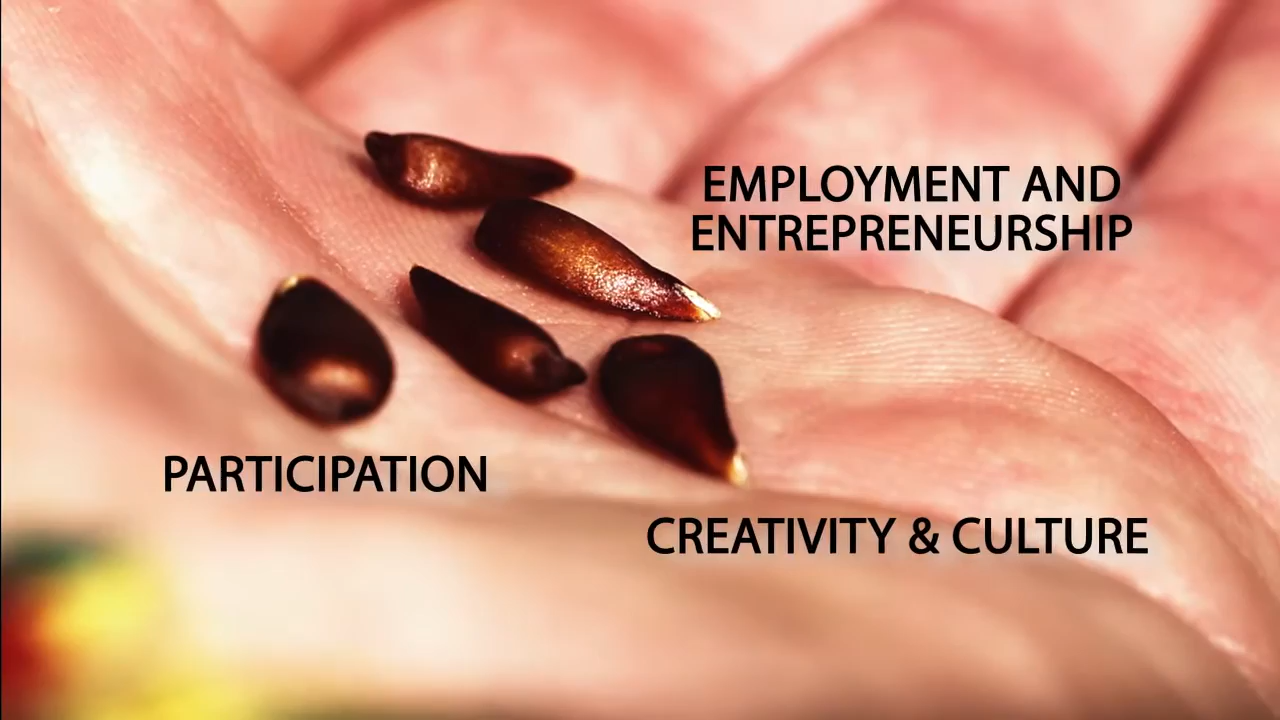 EMPLOYMENT AND
ENTREPRENEURSHIP
PARTICIPATION
CREATIVITY & CULTURE